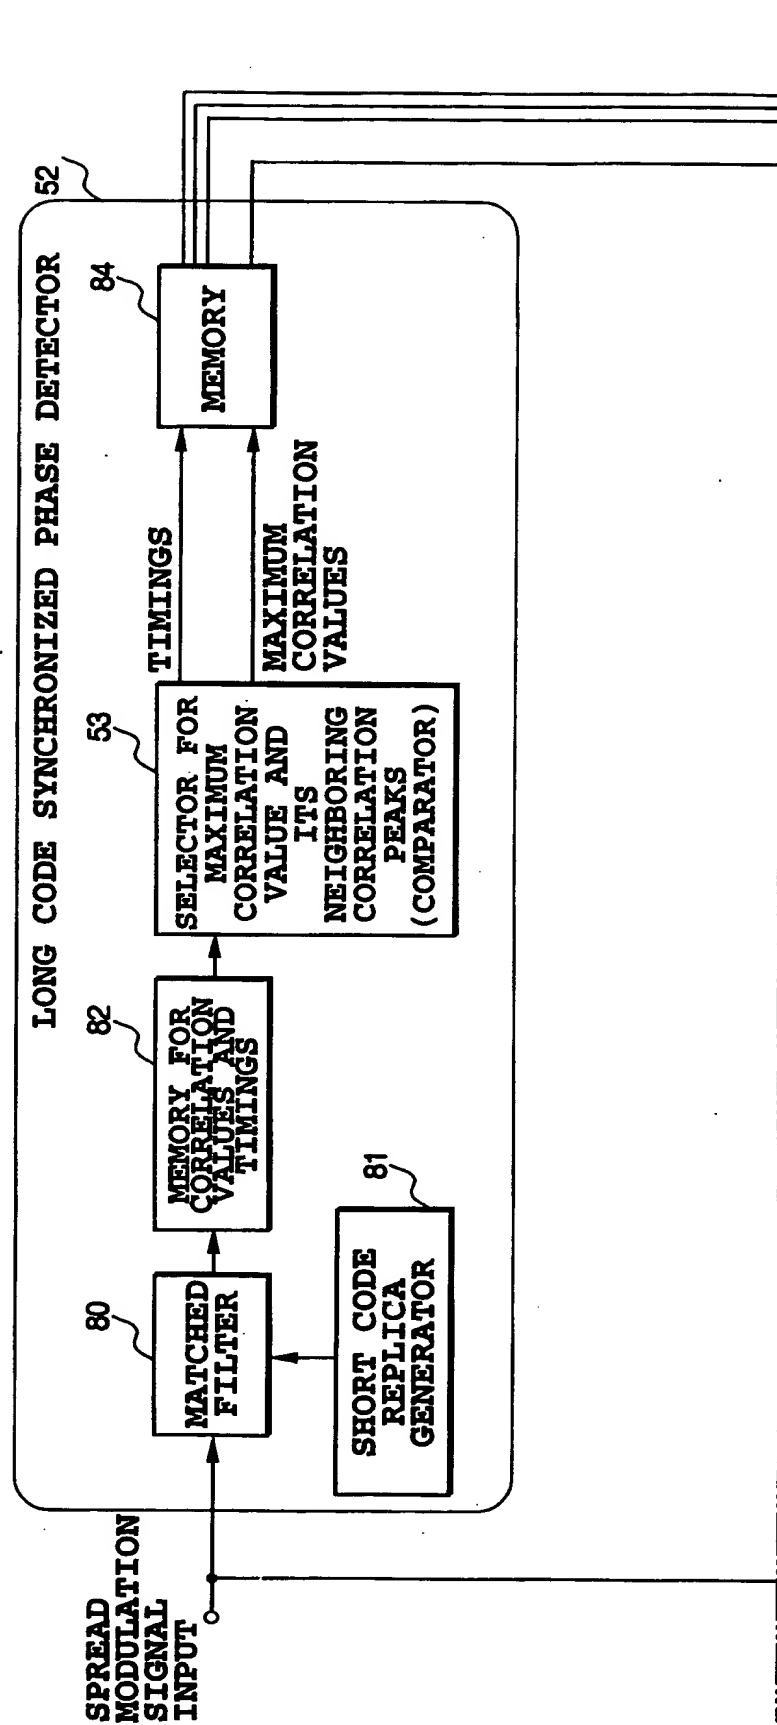 LONG CODE SYNCHRONIZED PHASE DETECTOR
52
SPREAD
MODULATION
SIGNAL
INPUT
80
MATCHED
FILTER
81
SHORT CODE
REPLICA
GENERATOR
82
MEMORY FOR
CORRELATION
VALUES AND
TIMINGS
53
SELECTOR FOR
MAXIMUM
CORRELATION
VALUE AND
ITS
NEIGHBORING
CORRELATION
PEAKS
(COMPARATOR)
TIMINGS
MAXIMUM
CORRELATION
VALUES
84
MEMORY